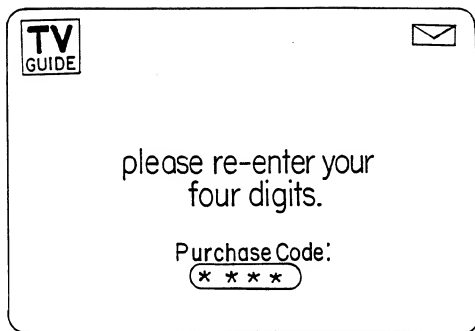 TV
GUIDE
please re-enter your
four digits.
Purchase Code:
* * * *